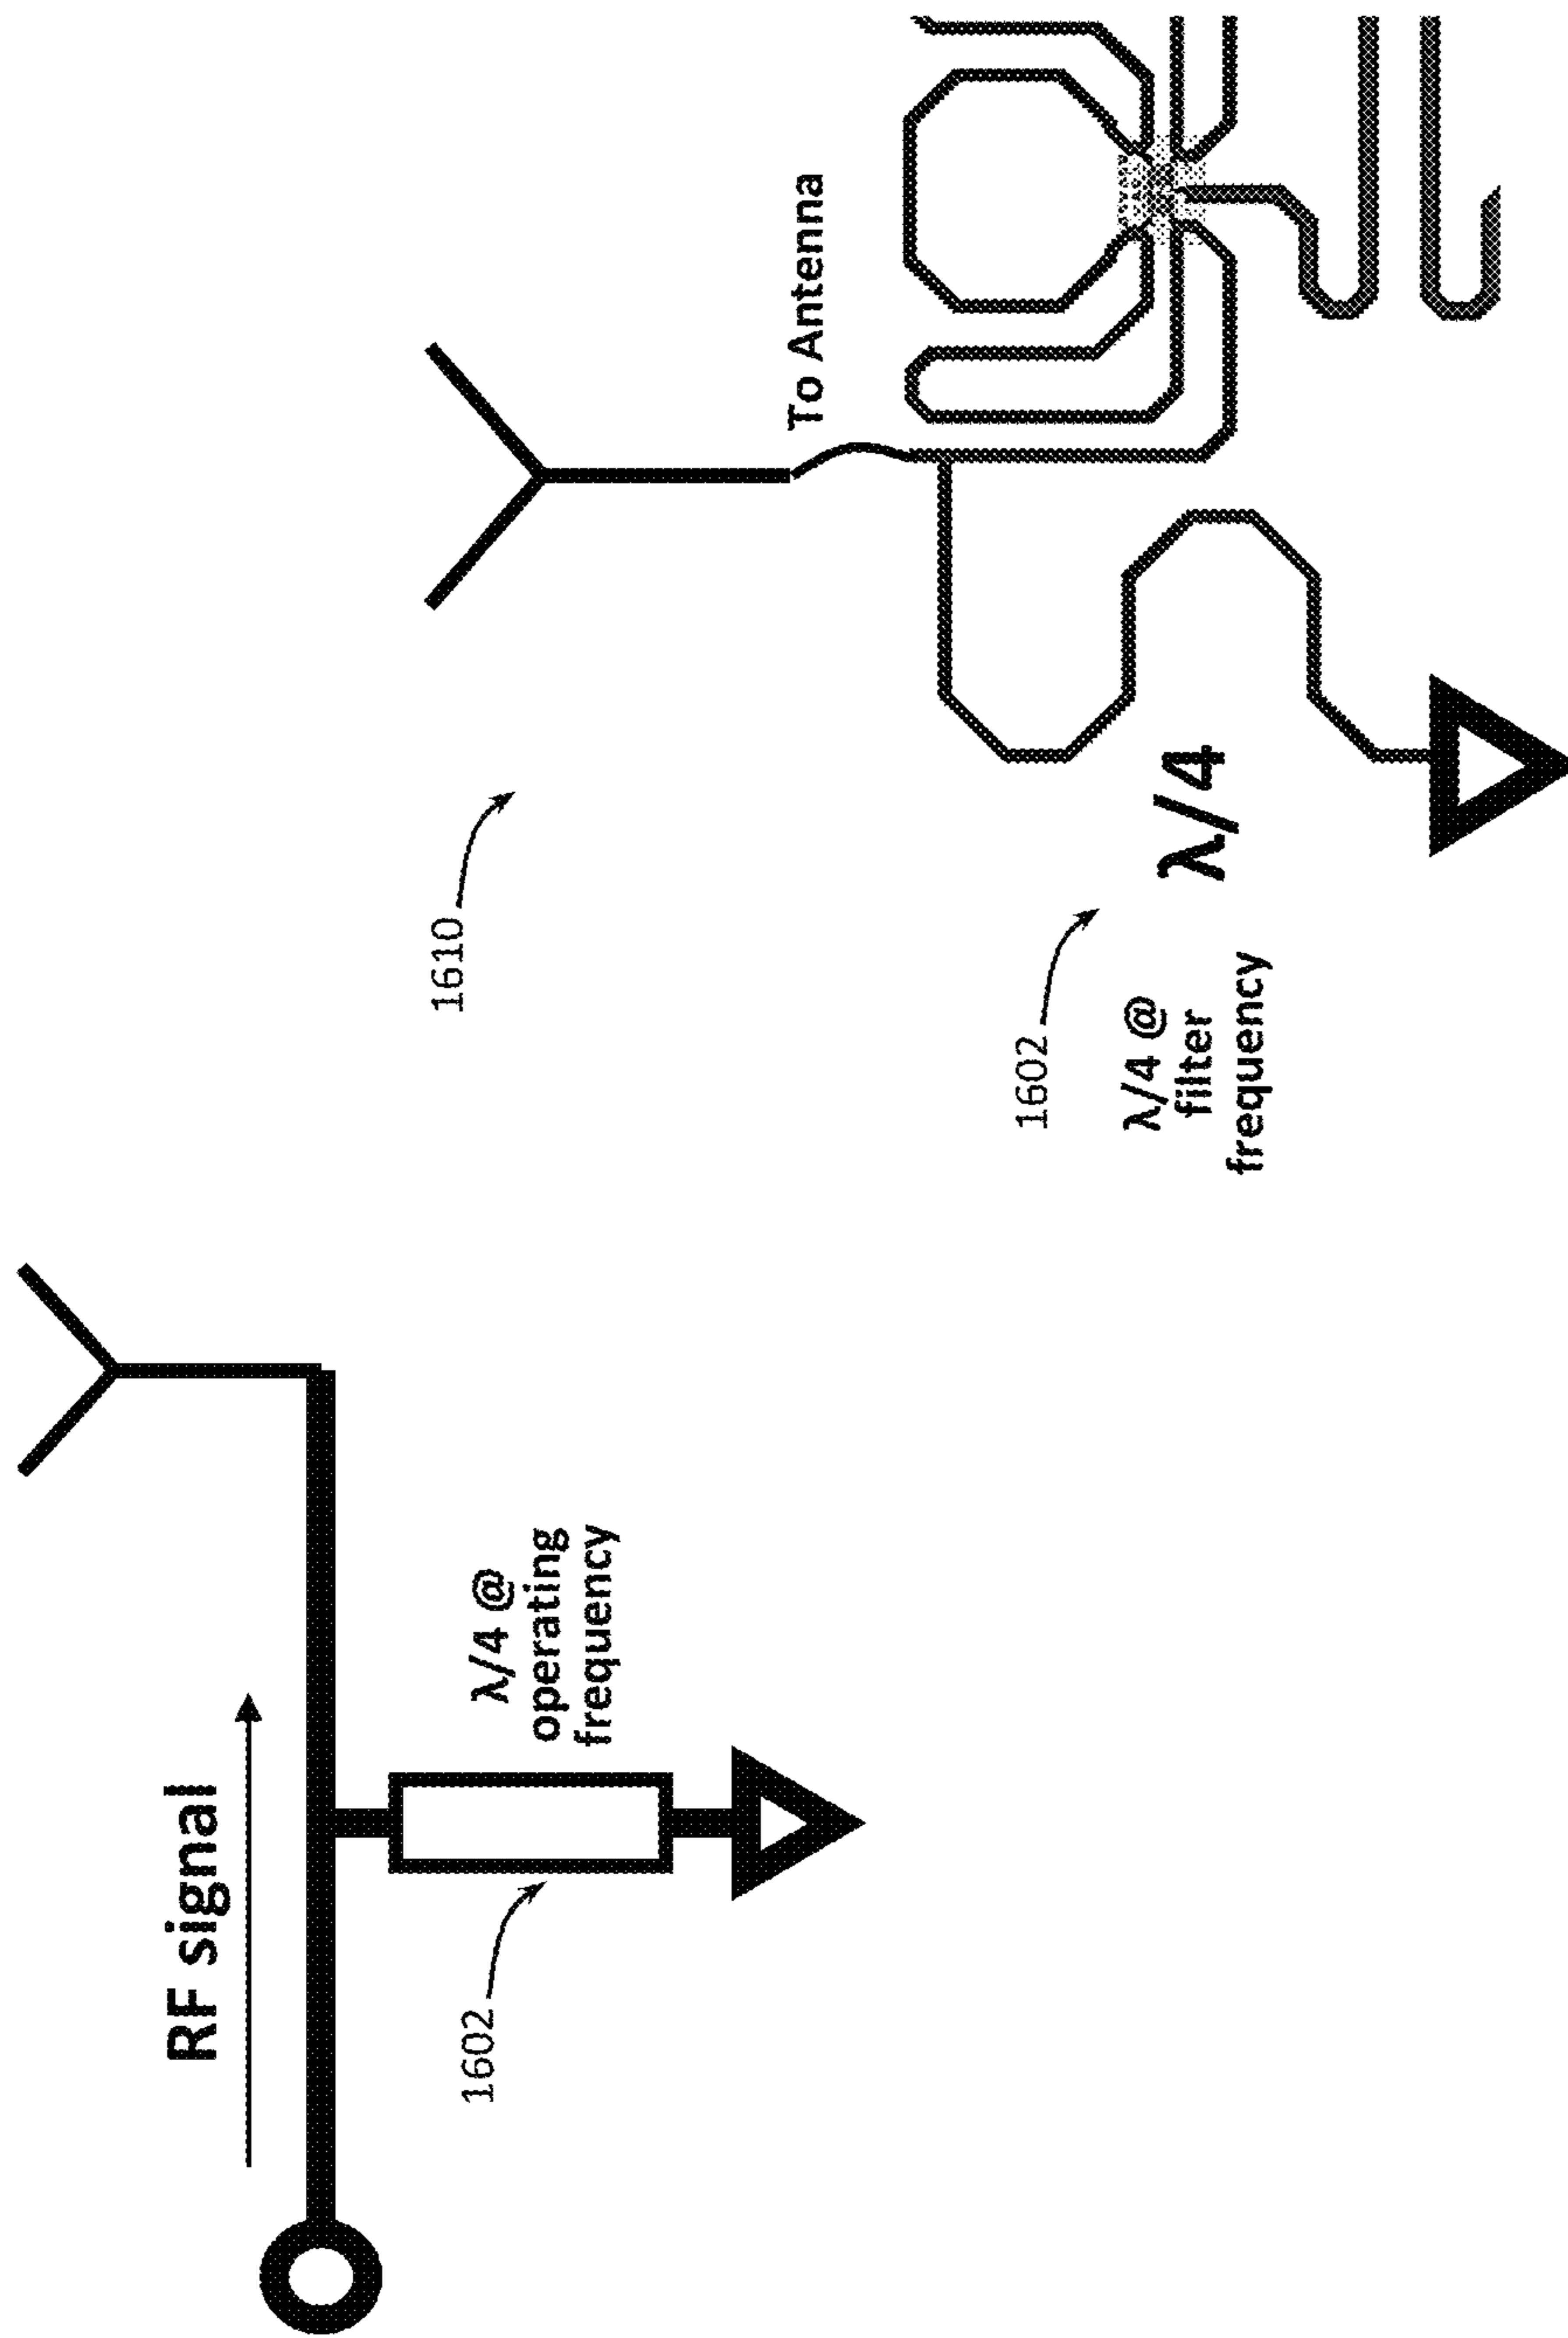 RF signal
1602
λ/4 @
operating
frequency
1610
To Antenna
1602
λ/4
λ/4 @
filter
frequency